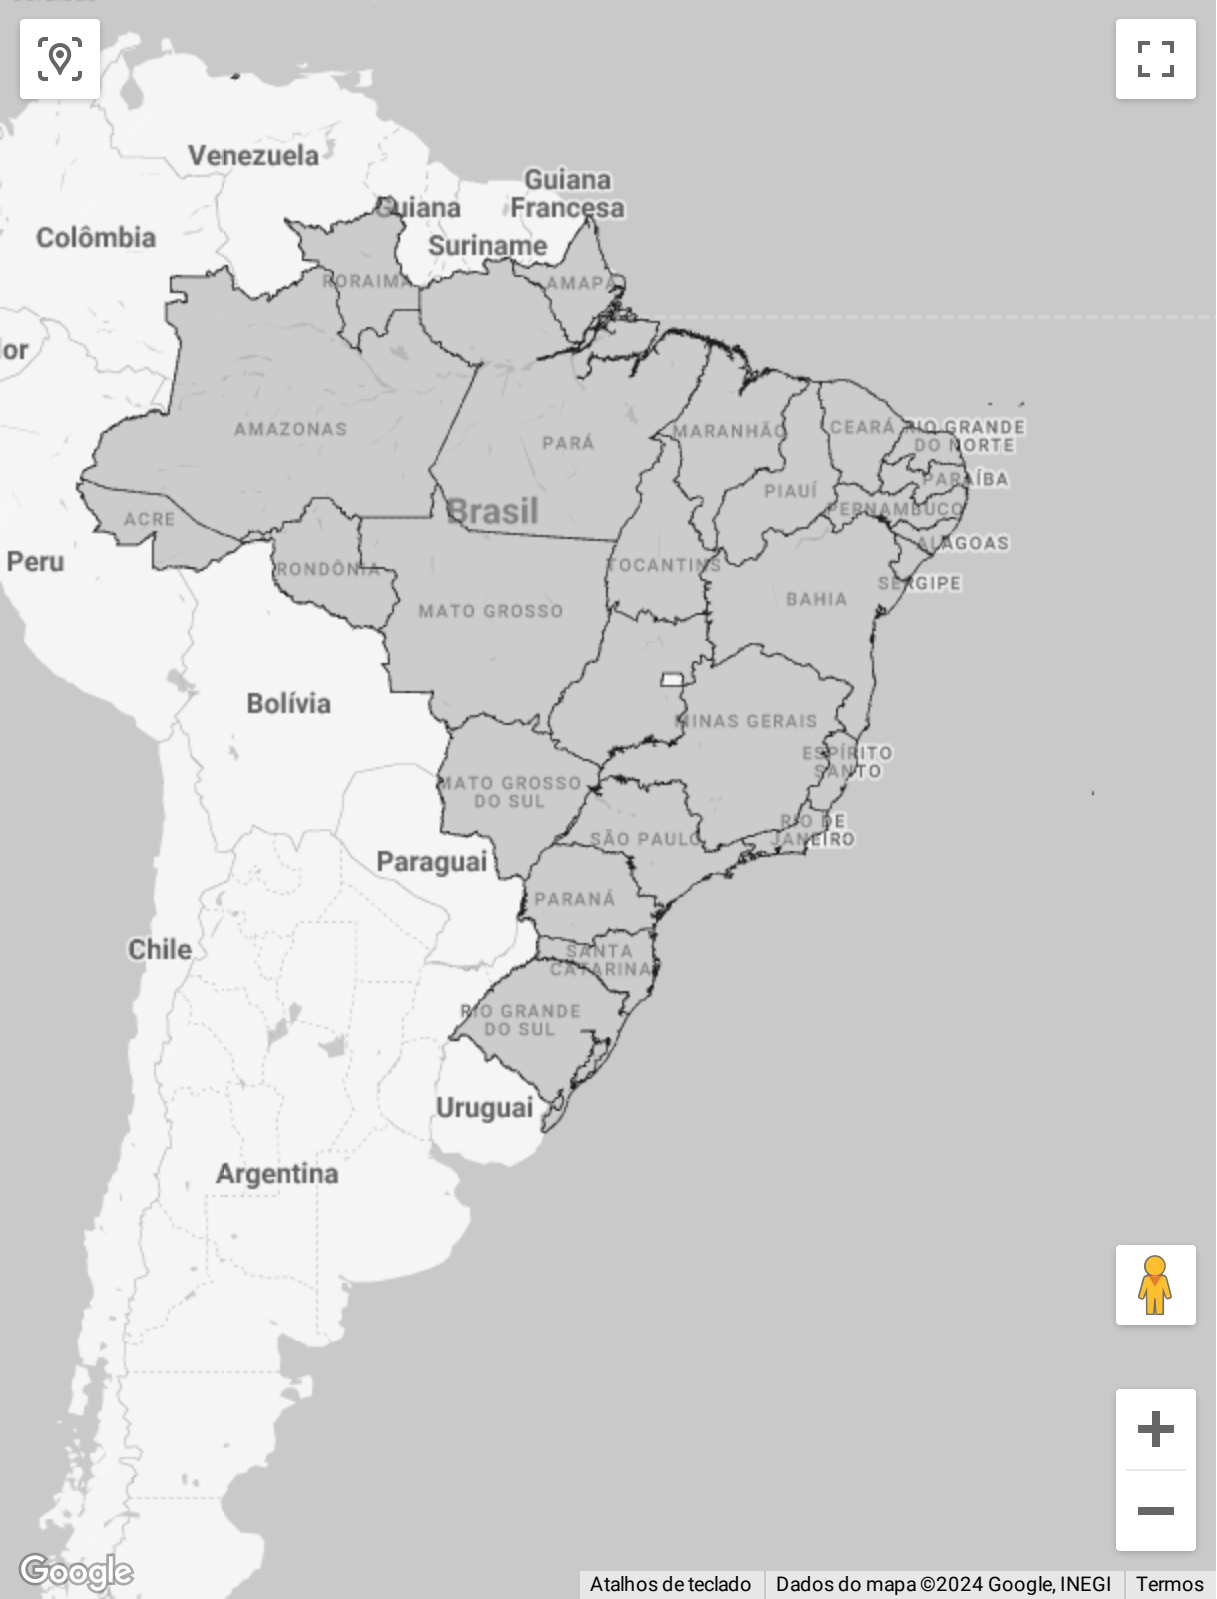 Venezuela
Guiana
Francesa
Guiana
Colômbia
Suriname
RORAIMA
AMAPÁ
AMAZONAS
PARÁ
MARANHÃO
CEARÁ
RIO GRANDE
DO NORTE
PARAÍBA
PIAUÍ
PERNAMBUCO
Brasil
ACRE
ALAGOAS
Peru
RONDÔNIA
TOCANTINS
SERGIPE
MATO GROSSO
BAHIA
Bolívia
MINAS GERAIS
ESPÍRITO
SANTO
MATO GROSSO
DO SUL
RIO DE
JANEIRO
SÃO PAULO
Paraguai
PARANÁ
Chile
SANTA
CATARINA
RIO GRANDE
DO SUL
Uruguai
Argentina
Google
Atalhos de teclado
Dados do mapa ©2024 Google, INEGI
Termos